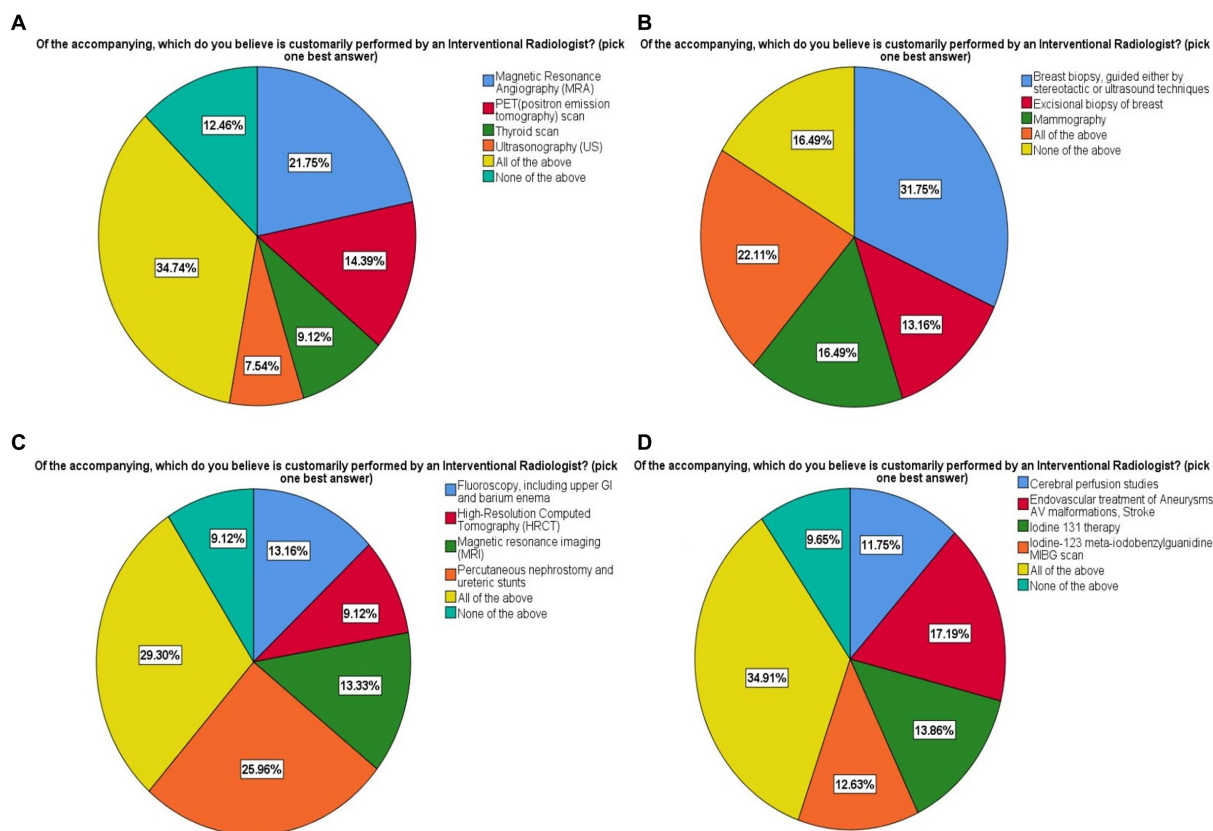 A
Of the accompanying, which do you believe is customarily performed by an Interventional Radiologist? (pick
one best answer)
Magnetic Resonance
Angiography (MRA)
PET(positron emission
tomography) scan
Thyroid scan
Ultrasonography (US)
All of the above
None of the above
12.46%
21.75%
14.39%
34.74%
9.12%
7.54%
B
Of the accompanying, which do you believe is customarily performed by an Interventional Radiologist? (pick
one best answer)
Breast biopsy, guided either by
stereotactic or ultrasound techniques
Excisional biopsy of breast
Mammography
All of the above
None of the above
16.49%
31.75%
22.11%
13.16%
16.49%
C
Of the accompanying, which do you believe is customarily performed by an Interventional Radiologist? (pick
one best answer)
Fluoroscopy, including upper GI
and barium enema
High-Resolution Computed
Tomography (HRCT)
Magnetic resonance imaging
(MRI)
Percutaneous nephrostomy and
ureteric stunts
All of the above
None of the above
9.12%
13.16%
9.12%
29.30%
13.33%
25.96%
D
Of the accompanying, which do you believe is customarily performed by an Interventional Radiologist? (pick
one best answer)
Cerebral perfusion studies
Endovascular treatment of Aneurysms
AV malformations, Stroke
Iodine 131 therapy
Iodine-123 meta-iodobenzylguanidine
MIBG scan
All of the above
None of the above
9.65%
11.75%
17.19%
34.91%
13.86%
12.63%